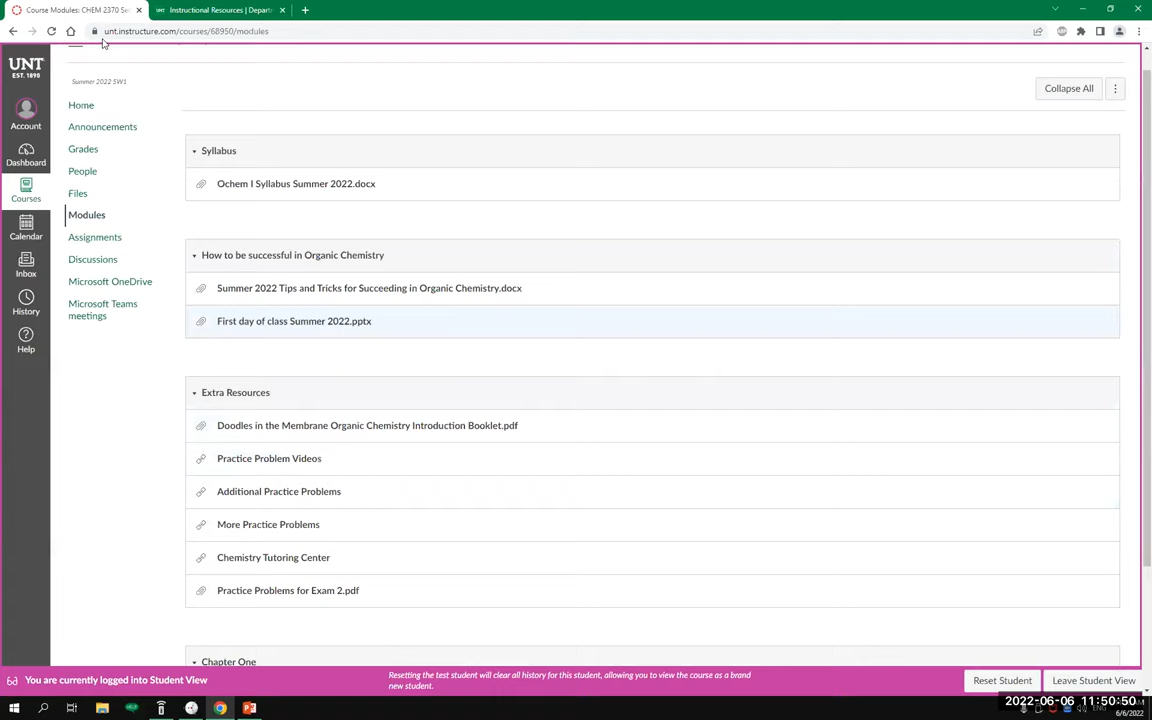 Course Modules: CHEM 2370 Se
Instructional Resources | Depart
unt.instructure.com/courses/68950/modules
UNT
EST. 1890
Account
Dashboard
Courses
Calendar
Inbox
History
Help
Summer 2022 5W1
Home
Announcements
Grades
People
Files
Modules
Assignments
Discussions
Microsoft OneDrive
Microsoft Teams
meetings
Collapse All
Syllabus
Ochem I Syllabus Summer 2022.docx
How to be successful in Organic Chemistry
Summer 2022 Tips and Tricks for Succeeding in Organic Chemistry.docx
First day of class Summer 2022.pptx
Extra Resources
Doodles in the Membrane Organic Chemistry Introduction Booklet.pdf
Practice Problem Videos
Additional Practice Problems
More Practice Problems
Chemistry Tutoring Center
Practice Problems for Exam 2.pdf
Chapter One
You are currently logged into Student View
Resetting the test student will clear all history for this student, allowing you to view the course as a brand
new student.
Reset Student
Leave Student View
2022-06-06 11:50:50
6/6/2022